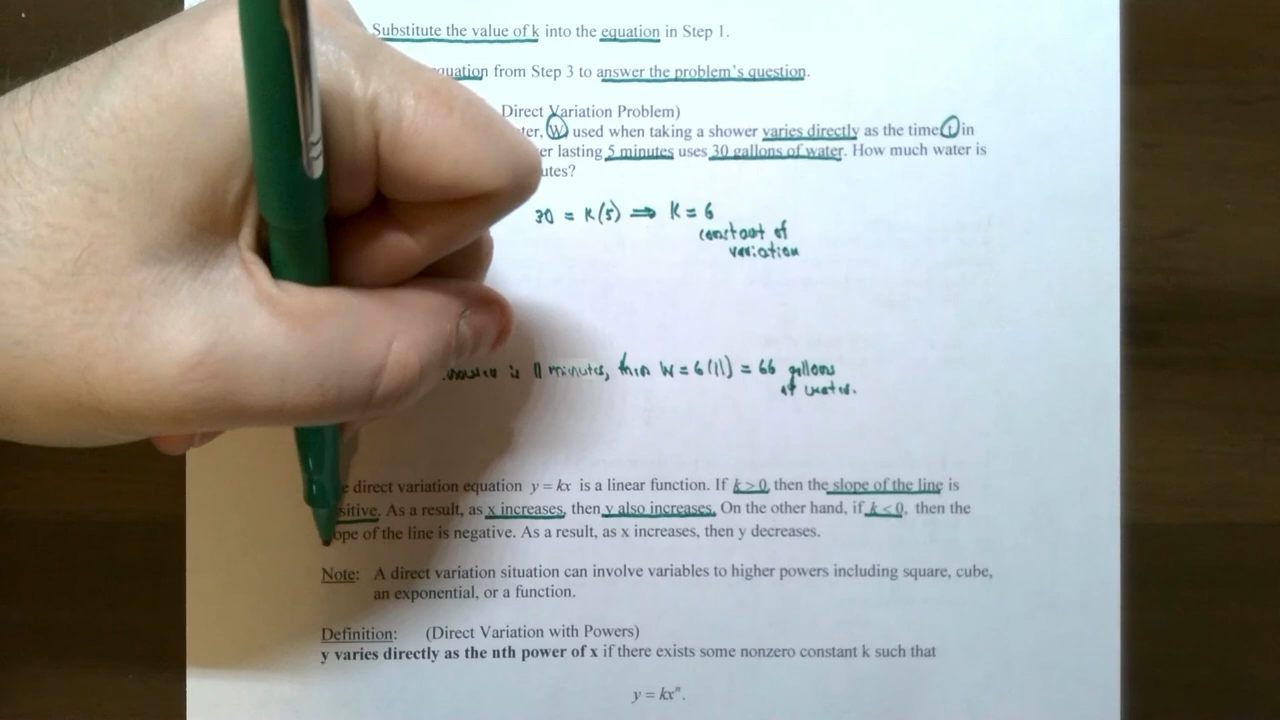 Substitute the value of k into the equation in Step 1.
from Step 3 to answer the problem's question.
Direct Variation Problem)
W used when taking a shower varies directly as the time t in
lasting 5 minutes uses 30 gallons of water. How much water is
30 = K(5) ⇒ K = 6
constant of
variation
is 11 minutes, then W = 6(11) = 66 gallons
of water.
direct variation equation y = kx is a linear function. If k > 0, then the slope of the line is
As a result, as x increases, then y also increases. On the other hand, if k < 0, then the
of the line is negative. As a result, as x increases, then y decreases.
Note: A direct variation situation can involve variables to higher powers including square, cube,
an exponential, or a function.
Definition: (Direct Variation with Powers)
y varies directly as the nth power of x if there exists some nonzero constant k such that
y = kxⁿ.